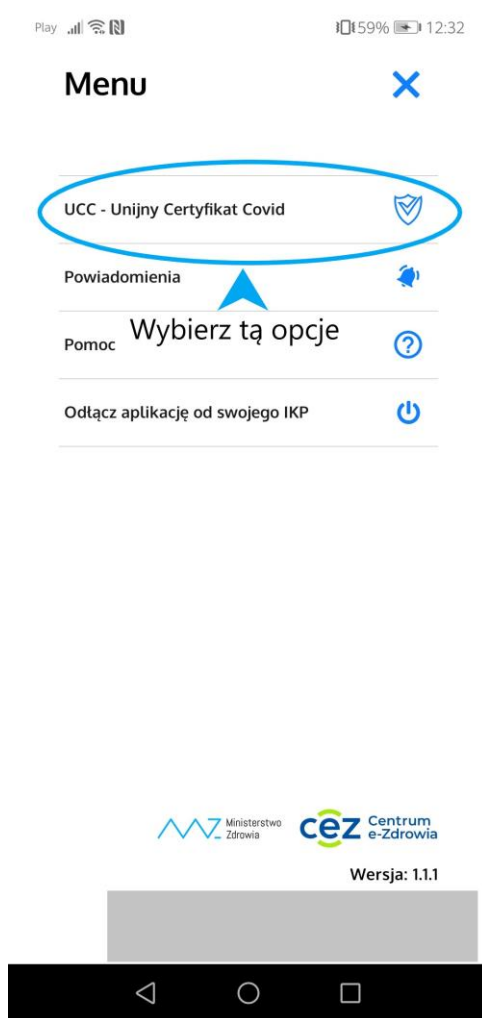 Play 59% 12:32
Menu
UCC - Unijny Certyfikat Covid
Powiadomienia
Wybierz tą opcje
Pomoc
Odłącz aplikację od swojego IKP
Ministerstwo
Zdrowia
cez Centrum
e-Zdrowia
Wersja: 1.1.1